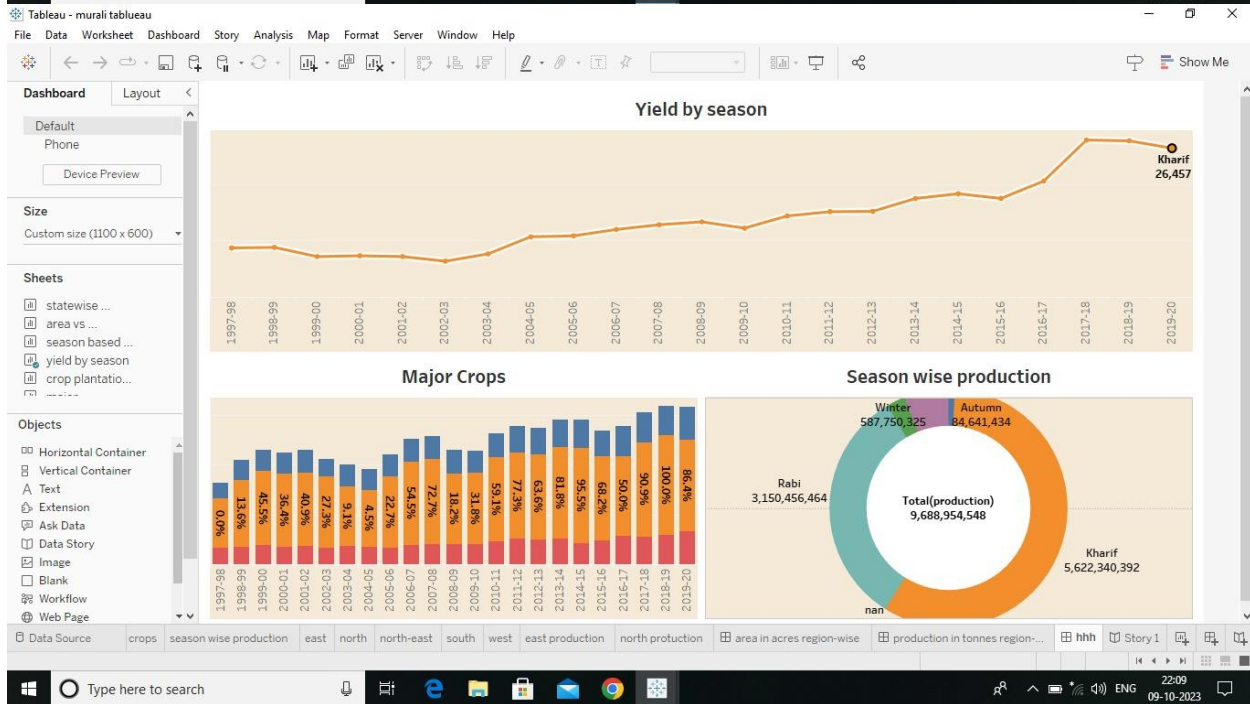 Tableau - murali tablueau
File Data Worksheet Dashboard Story Analysis Map Format Server Window Help
Show Me
Dashboard Layout
Default
Phone
Device Preview
Size
Custom size (1100 x 600)
Sheets
statewise ...
area vs ...
season based ...
yield by season
crop plantatio...
Objects
Horizontal Container
Vertical Container
Text
Extension
Ask Data
Data Story
Image
Blank
Workflow
Web Page
Yield by season
Kharif
26,457
1997-98 1998-99 1999-00 2000-01 2001-02 2002-03 2003-04 2004-05 2005-06 2006-07 2007-08 2008-09 2009-10 2010-11 2011-12 2012-13 2013-14 2014-15 2015-16 2016-17 2017-18 2018-19 2019-20
Major Crops
0.0% 13.6% 45.5% 36.4% 40.9% 27.3% 9.1% 4.5% 22.7% 54.5% 72.7% 18.2% 31.8% 59.1% 77.3% 63.6% 81.8% 95.5% 68.2% 50.0% 90.9% 100.0% 86.4%
1997-98 1998-99 1999-00 2000-01 2001-02 2002-03 2003-04 2004-05 2005-06 2006-07 2007-08 2008-09 2009-10 2010-11 2011-12 2012-13 2013-14 2014-15 2015-16 2016-17 2017-18 2018-19 2019-20
Season wise production
Winter
587,750,325
Autumn
84,641,434
Rabi
3,150,456,464
Total(production)
9,688,954,548
Kharif
5,622,340,392
nan
Data Source crops season wise production east north north-east south west east production north protuction area in acres region-wise production in tonnes region-... hhh Story 1
Type here to search
ENG
22:09
09-10-2023